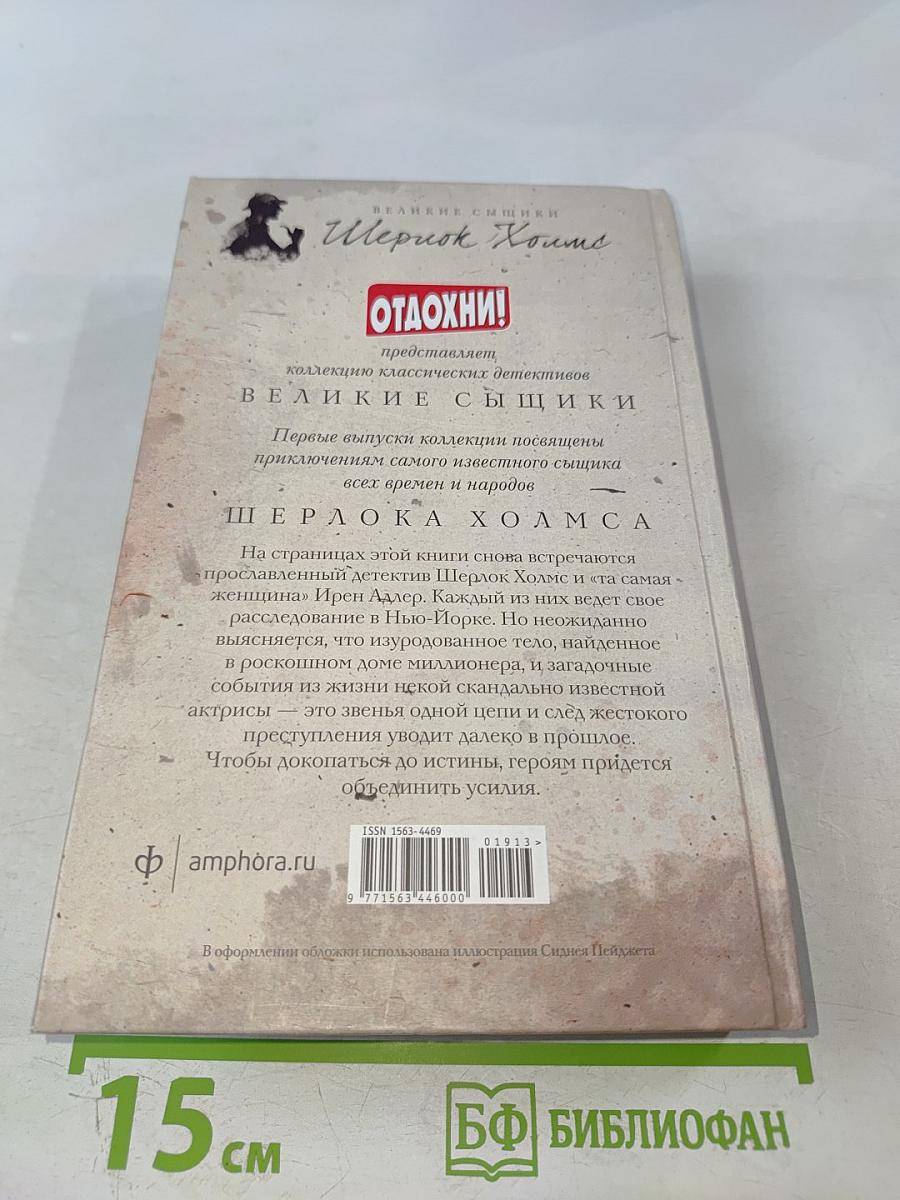 ВЕЛИКИЕ СЫЩИКИ
Шерлок Холмс
ОТДОХНИ!
представляет
коллекцию классических детективов
ВЕЛИКИЕ СЫЩИКИ
Первые выпуски коллекции посвящены
приключениям самого известного сыщика
всех времен и народов
ШЕРЛОКА ХОЛМСА
На страницах этой книги снова встречаются
прославленный детектив Шерлок Холмс и «та самая
женщина» Ирен Адлер. Каждый из них ведет свое
расследование в Нью-Йорке. Но неожиданно
выясняется, что изуродованное тело, найденное
в роскошном доме миллионера, и загадочные
события из жизни некой скандально известной
актрисы — это звенья одной цепи и след жестокого
преступления уводит далеко в прошлое.
Чтобы докопаться до истины, героям придется
объединить усилия.
ISSN 1563-4469
01913>
9 771563 446000
ф amphora.ru
В оформлении обложки использована иллюстрация Сиднея Пейджета
15 см
БФ БИБЛИОФАН